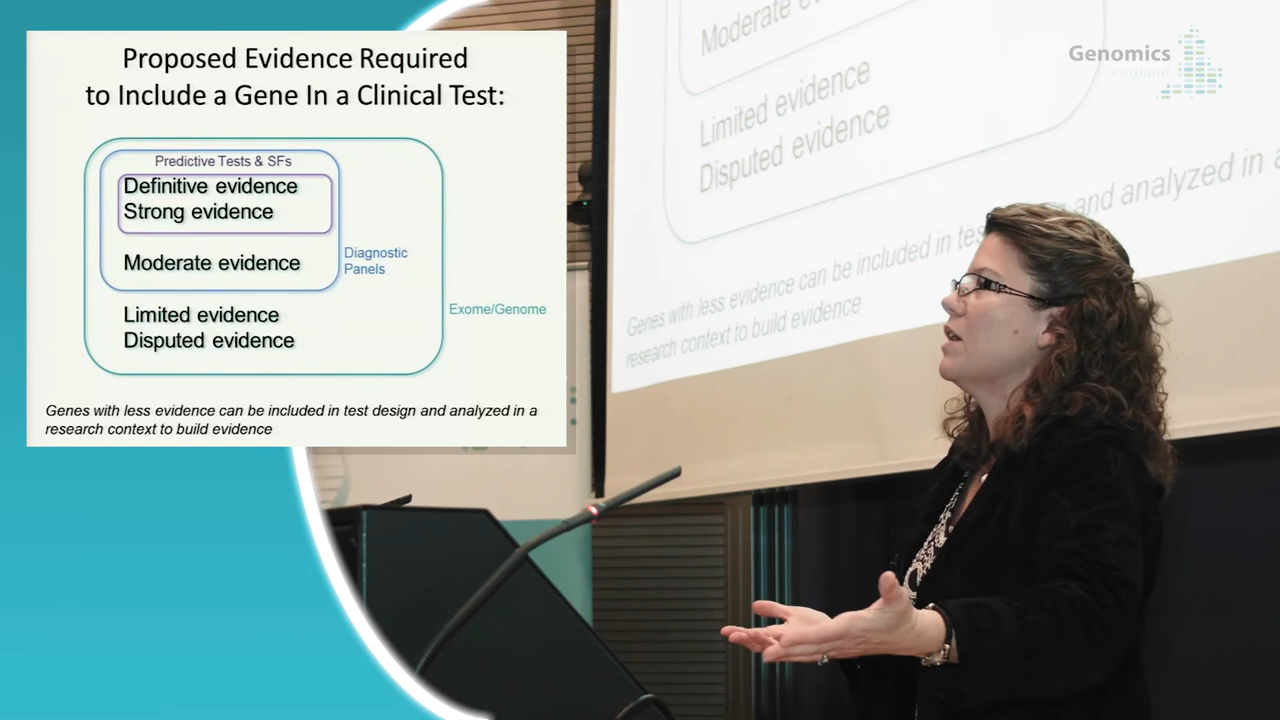 Proposed Evidence Required
to Include a Gene In a Clinical Test:
Predictive Tests & SFs
Definitive evidence
Strong evidence
Moderate evidence
Diagnostic
Panels
Limited evidence
Disputed evidence
Exome/Genome
Genes with less evidence can be included in test design and analyzed in a
research context to build evidence
Moderate
Limited evidence
Disputed evidence
Genes with less evidence can be included in and analyzed in a
research context to build evidence
Genomics
england